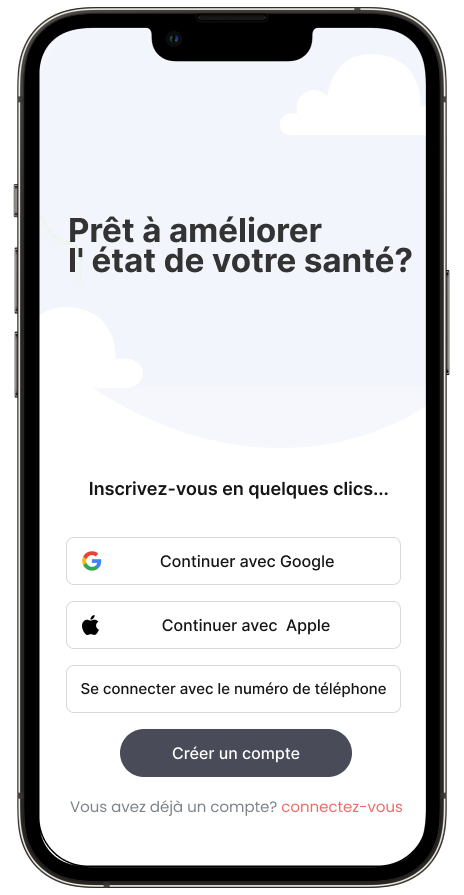 Prêt à améliorer
l' état de votre santé?
Inscrivez-vous en quelques clics...
Continuer avec Google
Continuer avec  Apple
Se connecter avec le numéro de téléphone
Créer un compte
Vous avez déjà un compte? connectez-vous